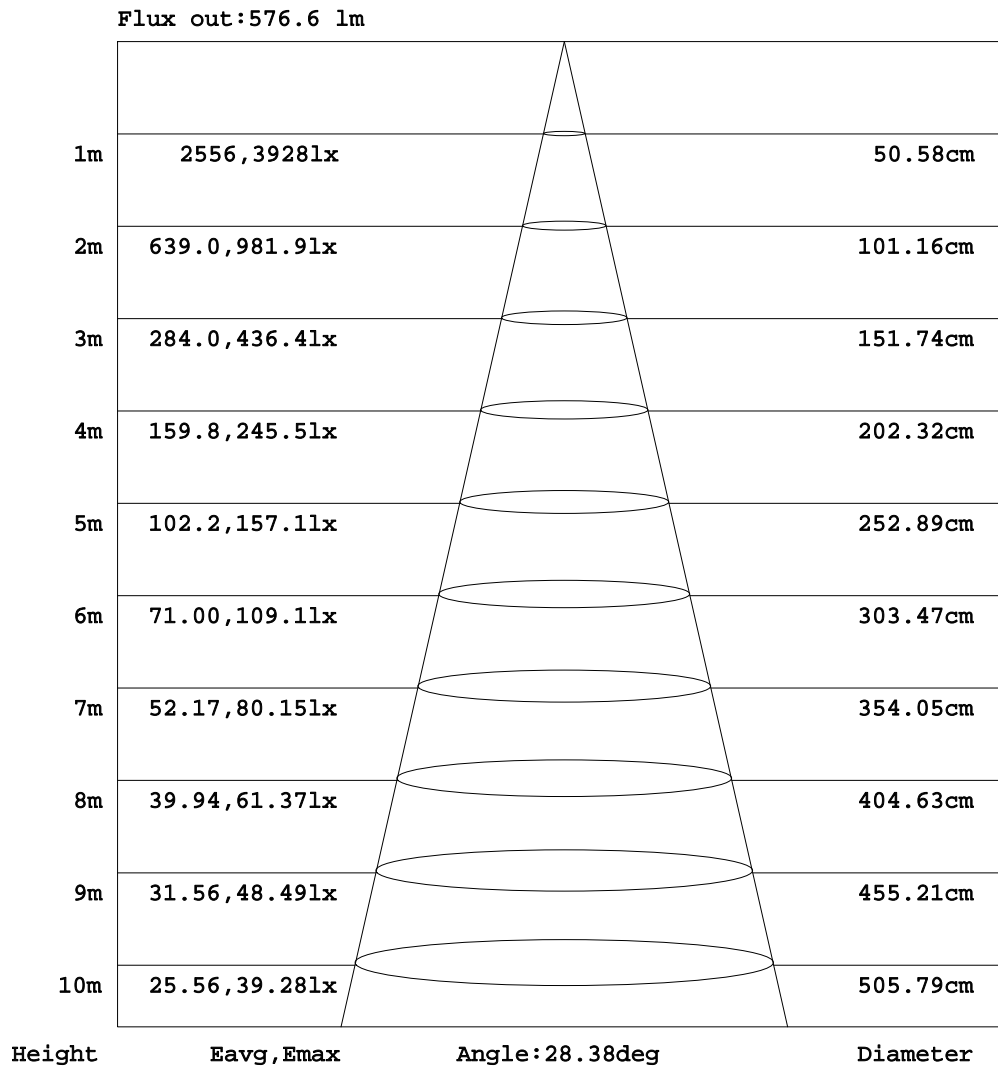 Flux out:576.6 lm
1m 2556,3928lx 50.58cm
2m 639.0,981.9lx 101.16cm
3m 284.0,436.4lx 151.74cm
4m 159.8,245.5lx 202.32cm
5m 102.2,157.1lx 252.89cm
6m 71.00,109.1lx 303.47cm
7m 52.17,80.15lx 354.05cm
8m 39.94,61.37lx 404.63cm
9m 31.56,48.49lx 455.21cm
10m 25.56,39.28lx 505.79cm
Height Eavg,Emax Angle:28.38deg Diameter